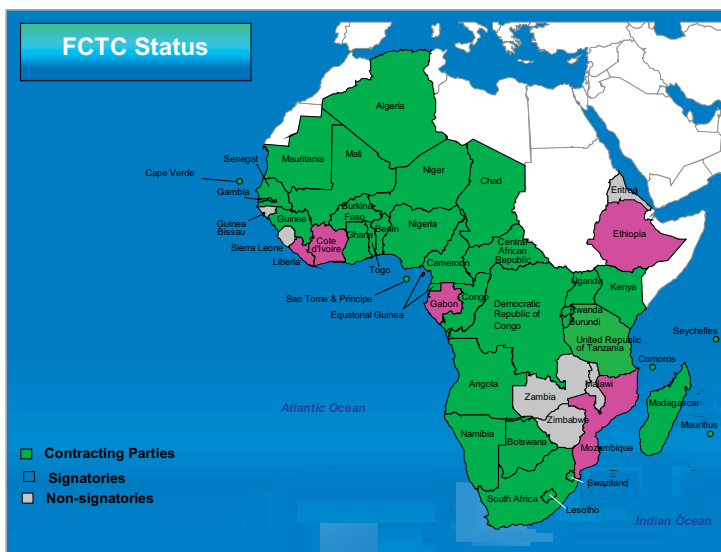 FCTC Status
Algeria
Mauritania
Mali
Niger
Chad
Eritrea
Senegal
Cape Verde
Gambia
Burkina
Faso
Guinea
Guinea
Bissau
Nigeria
Benin
Ghana
Cote
d'Ivoire
Sierra Leone
Liberia
Togo
Ethiopia
Central
African
Republic
Cameroon
Sao Tome & Principe
Equatorial Guinea
Gabon
Congo
Democratic
Republic of
Congo
Uganda
Kenya
Rwanda
Burundi
United Republic
of Tanzania
Seychelles
Comoros
Angola
Zambia
Malawi
Madagascar
Mauritius
Zimbabwe
Mozambique
Namibia
Botswana
Swaziland
South Africa
Lesotho
Atlantic Ocean
Indian Ocean
Contracting Parties
Signatories
Non-signatories